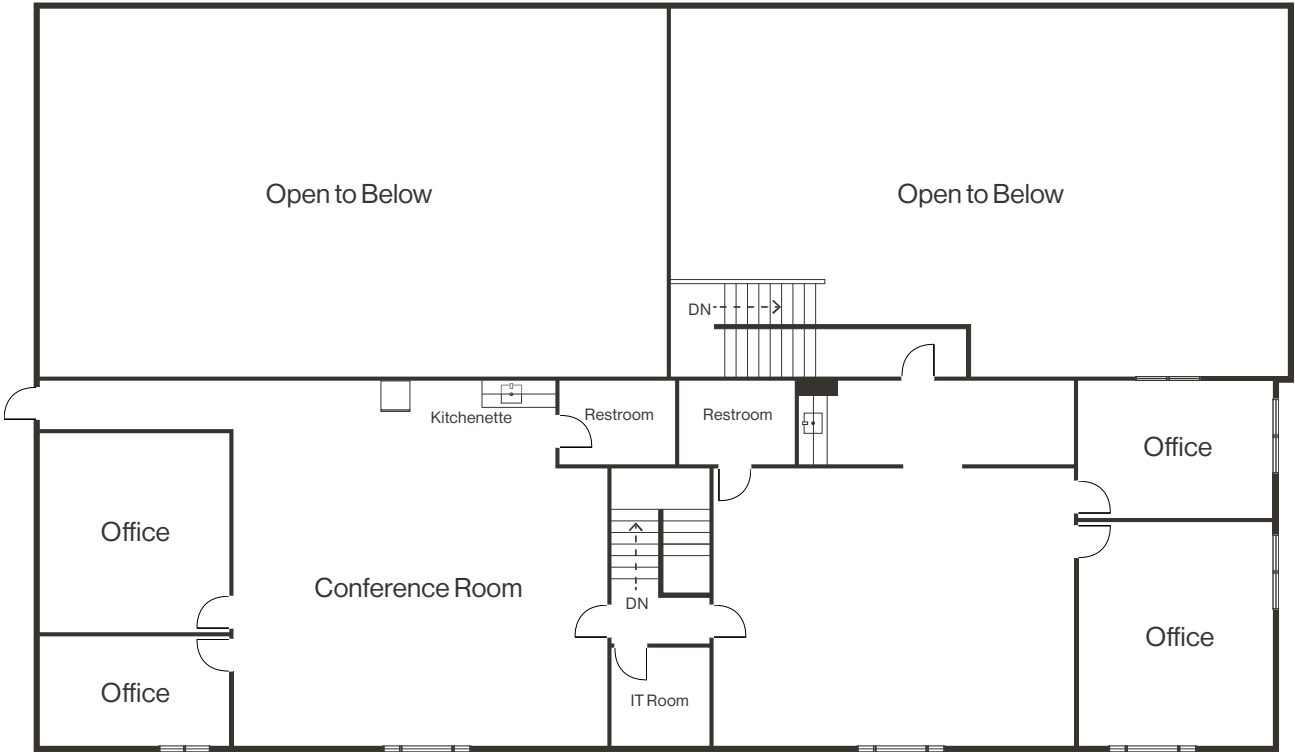 Open to Below
Open to Below
DN
Kitchenette
Restroom
Restroom
Office
Office
Conference Room
DN
Office
Office
IT Room